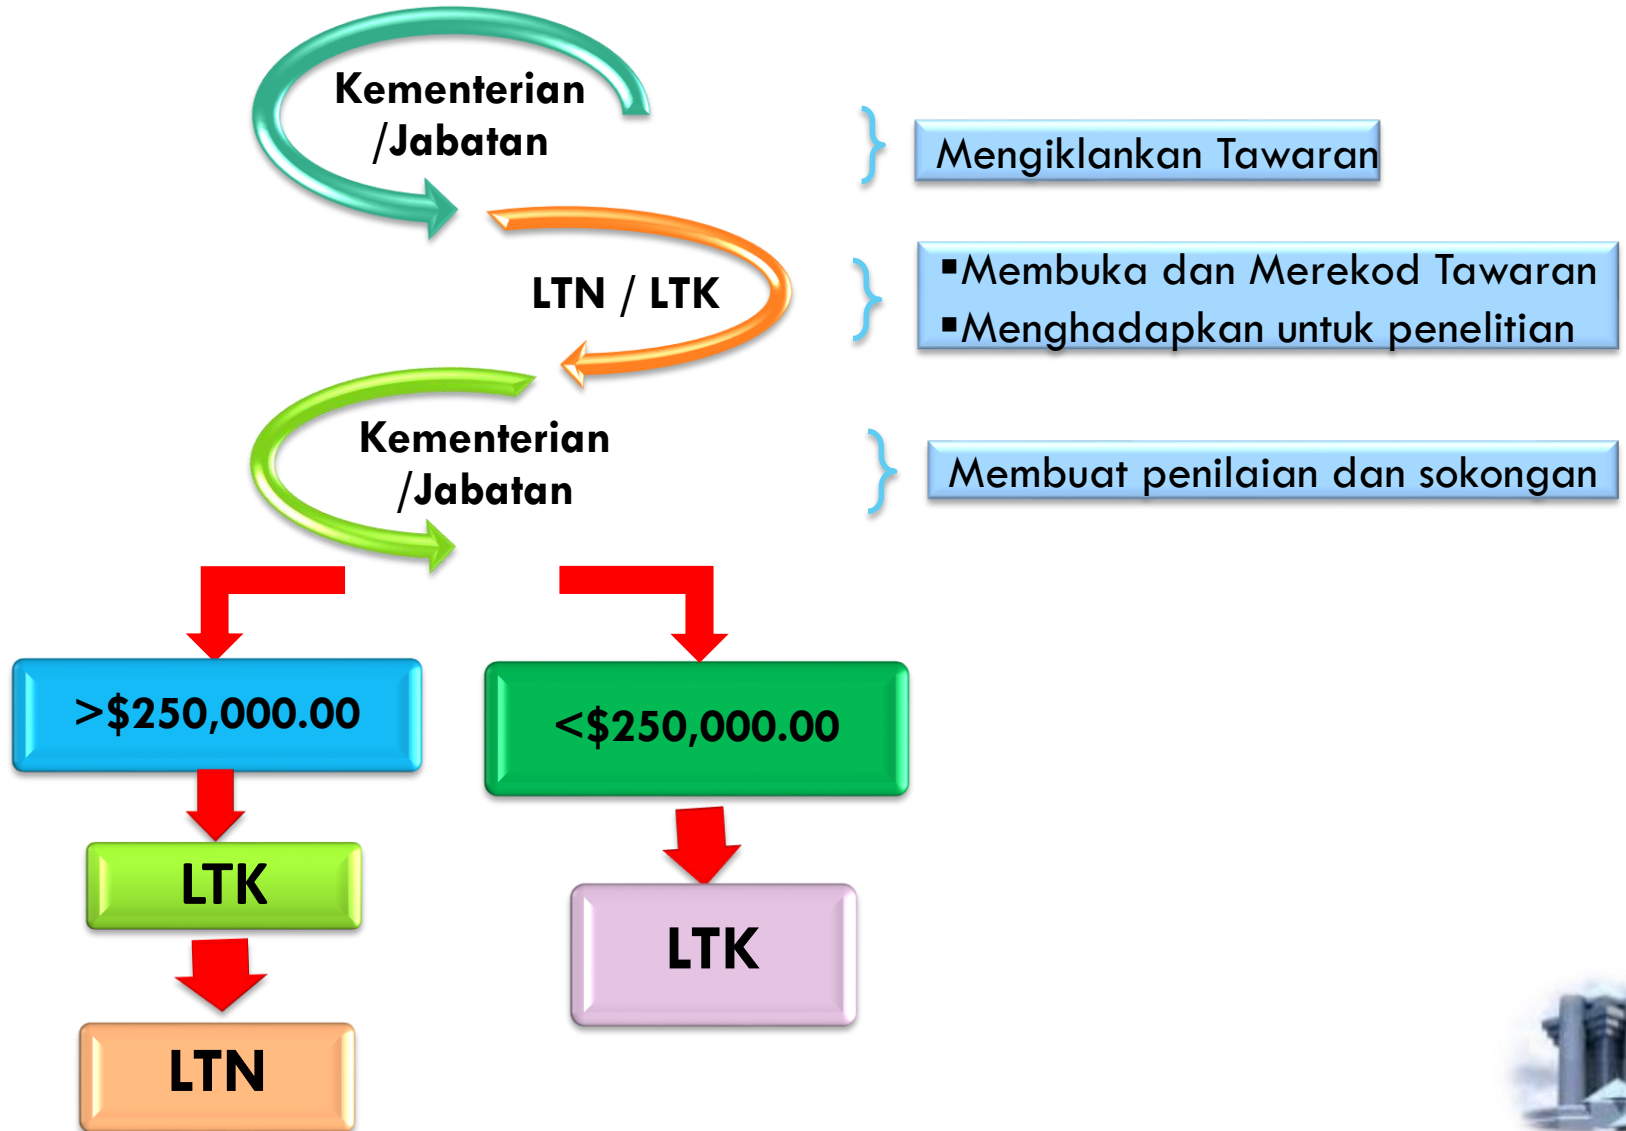 Kementerian
/Jabatan
Mengiklankan Tawaran
LTN / LTK
▪Membuka dan Merekod Tawaran
▪Menghadapkan untuk penelitian
Kementerian
/Jabatan
Membuat penilaian dan sokongan
>$250,000.00
<$250,000.00
LTK
LTK
LTN